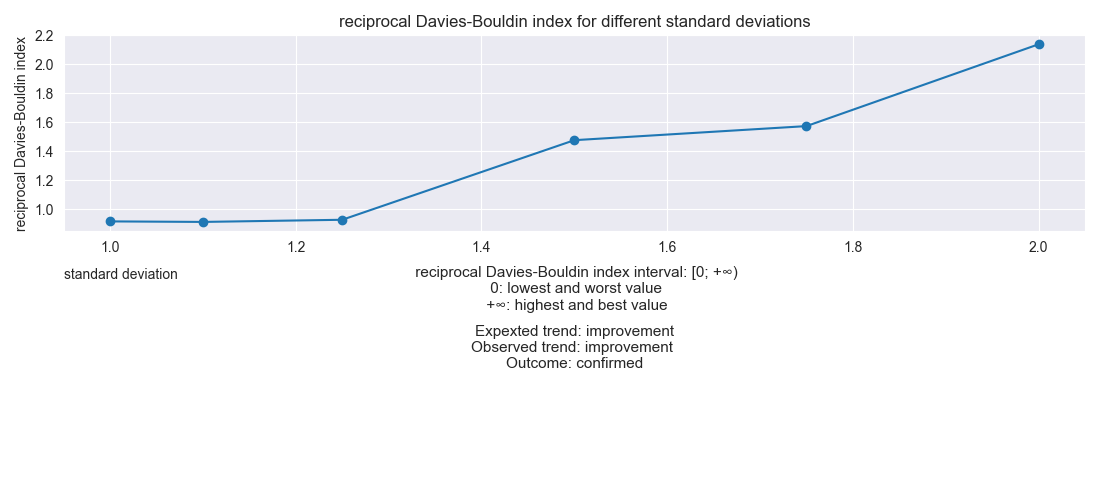 reciprocal Davies-Bouldin index for different standard deviations
reciprocal Davies-Bouldin index
2.2
2.0
1.8
1.6
1.4
1.2
1.0
1.0 1.2 1.4 1.6 1.8 2.0
standard deviation
reciprocal Davies-Bouldin index interval: [0; +∞)
0: lowest and worst value
+∞: highest and best value
Expexted trend: improvement
Observed trend: improvement
Outcome: confirmed